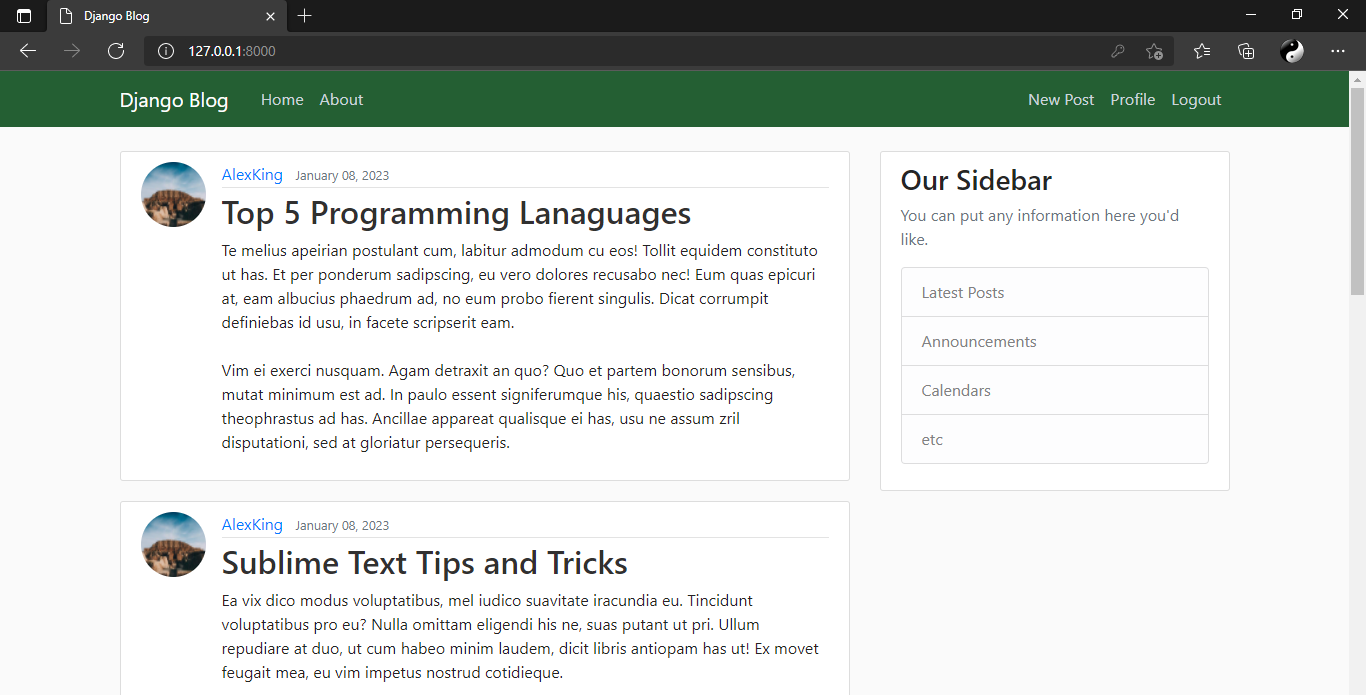 Django Blog
127.0.0.1:8000
Django Blog Home About New Post Profile Logout
AlexKing January 08, 2023
Top 5 Programming Lanaguages
Te melius apeirian postulant cum, labitur admodum cu eos! Tollit equidem constituto
ut has. Et per ponderum sadipscing, eu vero dolores recusabo nec! Eum quas epicuri
at, eam albucius phaedrum ad, no eum probo fierent singulis. Dicat corrumpit
definiebas id usu, in facete scripserit eam.
Vim ei exerci nusquam. Agam detraxit an quo? Quo et partem bonorum sensibus,
mutat minimum est ad. In paulo essent signiferumque his, quaestio sadipscing
theophrastus ad has. Ancillae appareat qualisque ei has, usu ne assum zril
disputationi, sed at gloriatur persequeris.
AlexKing January 08, 2023
Sublime Text Tips and Tricks
Ea vix dico modus voluptatibus, mel iudico suavitate iracundia eu. Tincidunt
voluptatibus pro eu? Nulla omittam eligendi his ne, suas putant ut pri. Ullum
repudiare at duo, ut cum habeo minim laudem, dicit libris antiopam has ut! Ex movet
feugait mea, eu vim impetus nostrud cotidieque.
Our Sidebar
You can put any information here you'd
like.
Latest Posts
Announcements
Calendars
etc